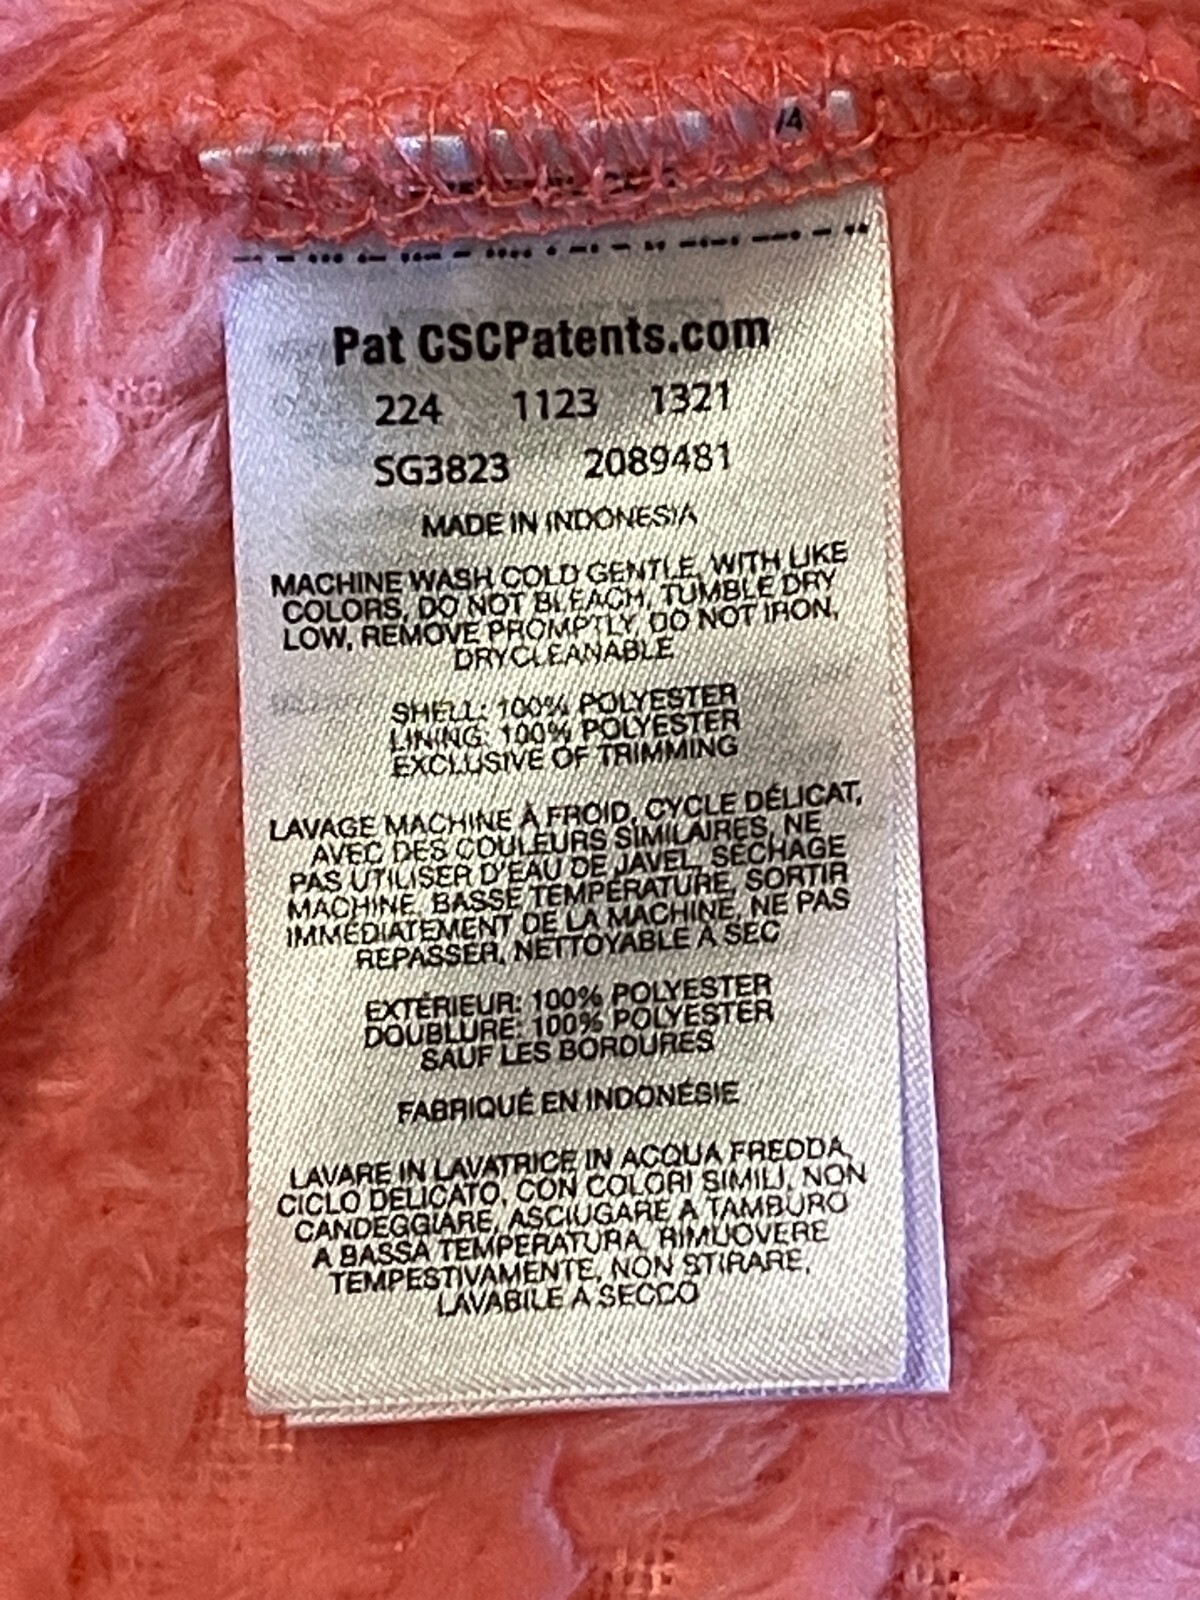 /4
Pat CSCPatents.com
224 1123 1321
SG3823 2089481
MADE IN INDONESIA
MACHINE WASH COLD GENTLE, WITH LIKE
COLORS, DO NOT BLEACH, TUMBLE DRY
LOW, REMOVE PROMPTLY, DO NOT IRON,
DRYCLEANABLE
SHELL: 100% POLYESTER
LINING: 100% POLYESTER
EXCLUSIVE OF TRIMMING
LAVAGE MACHINE À FROID, CYCLE DÉLICAT,
AVEC DES COULEURS SIMILAIRES, NE
PAS UTILISER D'EAU DE JAVEL, SÉCHAGE
MACHINE, BASSE TEMPÉRATURE, SORTIR
IMMÉDIATEMENT DE LA MACHINE, NE PAS
REPASSER, NETTOYABLE À SEC
EXTÉRIEUR: 100% POLYESTER
DOUBLURE: 100% POLYESTER
SAUF LES BORDURES
FABRIQUÉ EN INDONÉSIE
LAVARE IN LAVATRICE IN ACQUA FREDDA,
CICLO DELICATO, CON COLORI SIMILI, NON
CANDEGGIARE, ASCIUGARE A TAMBURO
A BASSA TEMPERATURA, RIMUOVERE
TEMPESTIVAMENTE, NON STIRARE,
LAVABILE A SECCO